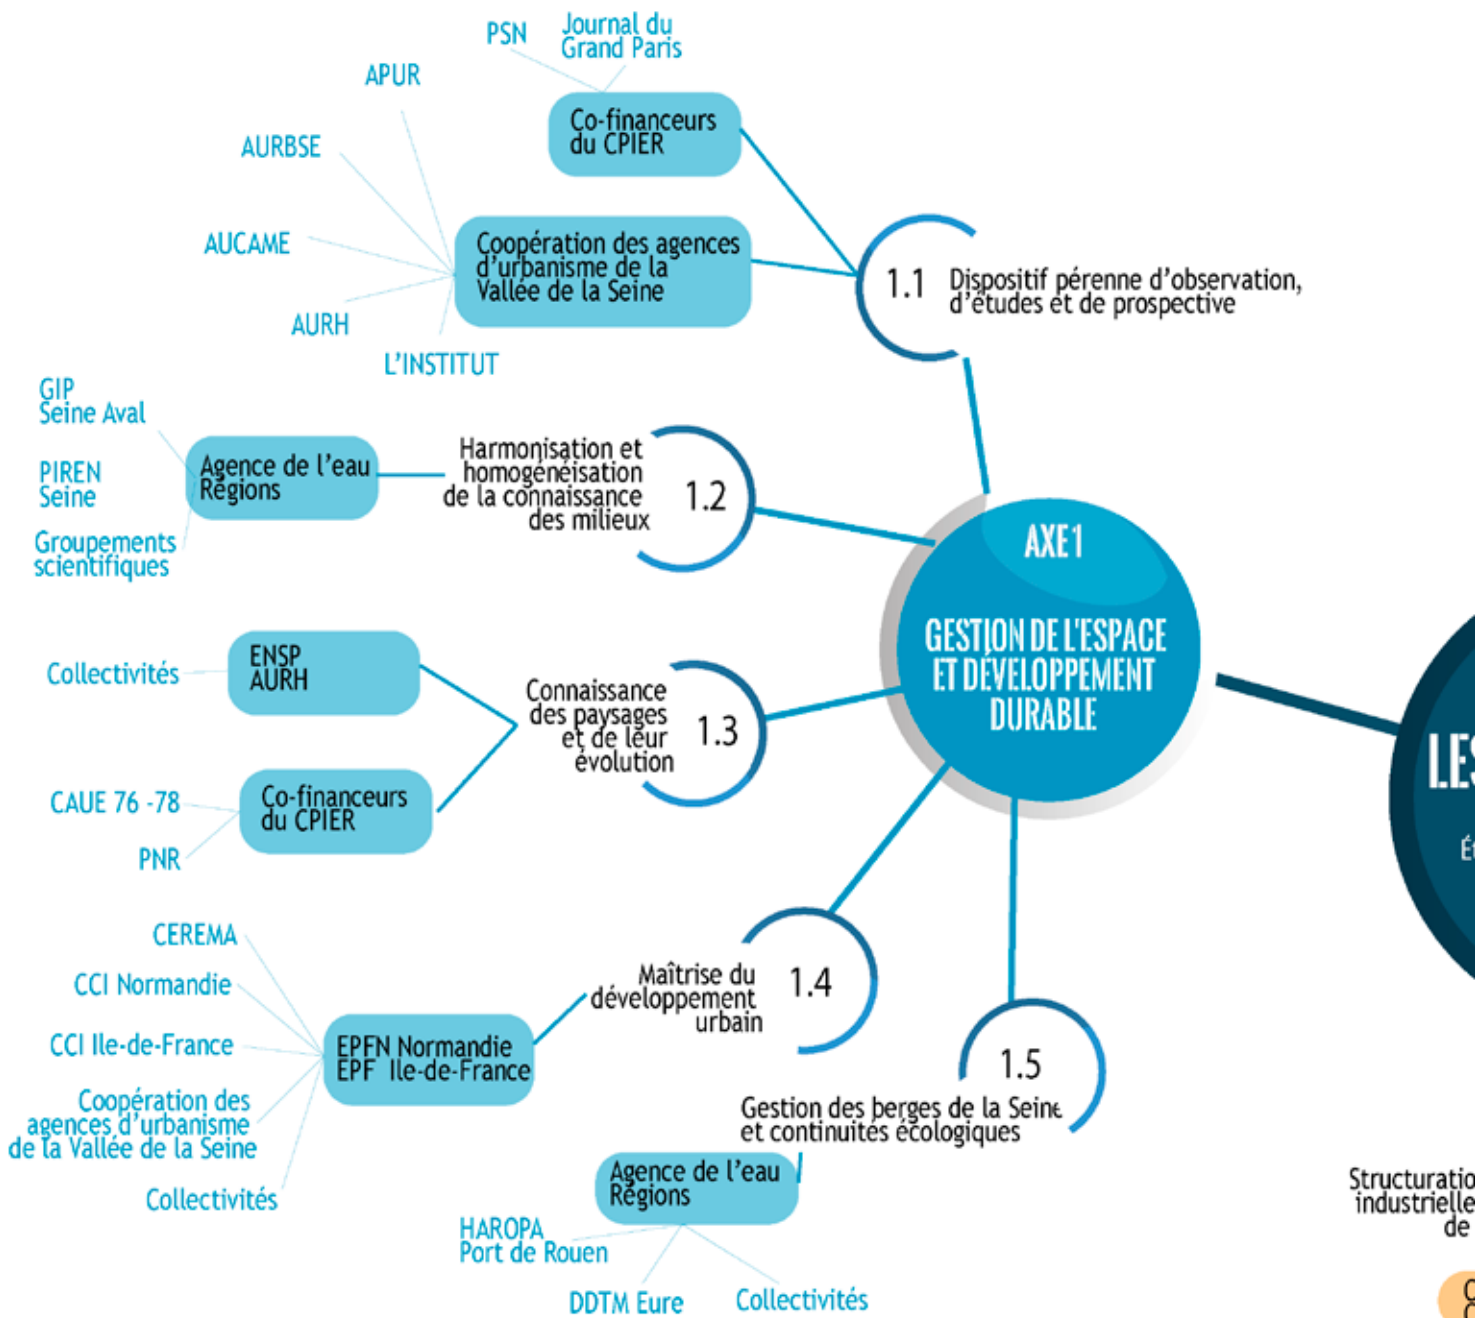 PSN
Journal du
Grand Paris
APUR
Co-financeurs
du CPIER
AURBSE
AUCAME
Coopération des agences
d'urbanisme de la
Vallée de la Seine
AURH
L'INSTITUT
1.1
Dispositif pérenne d'observation,
d'études et de prospective
GIP
Seine Aval
PIREN
Seine
Groupements
scientifiques
Agence de l'eau
Régions
Harmonisation et
homogénéisation
de la connaissance
des milieux
1.2
AXE1
GESTION DE L'ESPACE
ET DÉVELOPPEMENT
DURABLE
Collectivités
ENSP
AURH
Connaissance
des paysages
et de leur
évolution
1.3
CAUE 76 -78
PNR
Co-financeurs
du CPIER
LES
Ét
CEREMA
CCI Normandie
CCI Ile-de-France
Coopération des
agences d'urbanisme
de la Vallée de la Seine
Collectivités
EPFN Normandie
EPF Ile-de-France
Maîtrise du
développement
urbain
1.4
1.5
Gestion des berges de la Seine
et continuités écologiques
Agence de l'eau
Régions
HAROPA
Port de Rouen
DDTM Eure
Collectivités
Structuratio
industrielle
de